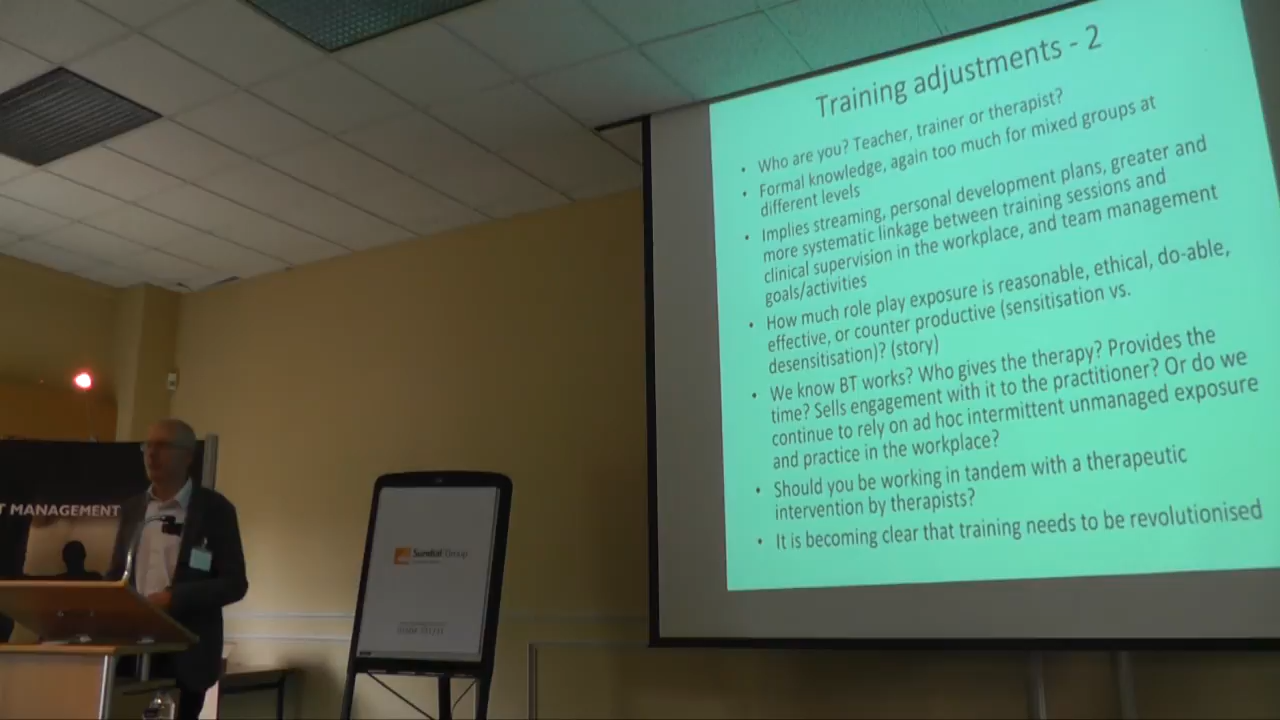 Training adjustments - 2
• Who are you? Teacher, trainer or therapist?
• Formal knowledge, again too much for mixed groups at
different levels
• Implies streaming, personal development plans, greater and
more systematic linkage between training sessions and
clinical supervision in the workplace, and team management
goals/activities
• How much role play exposure is reasonable, ethical, do-able,
effective, or counter productive (sensitisation vs.
desensitisation)? (story)
• We know BT works? Who gives the therapy? Provides the
time? Sells engagement with it to the practitioner? Or do we
continue to rely on ad hoc intermittent unmanaged exposure
and practice in the workplace?
• Should you be working in tandem with a therapeutic
intervention by therapists?
• It is becoming clear that training needs to be revolutionised
T MANAGEMENT
Sundial Group